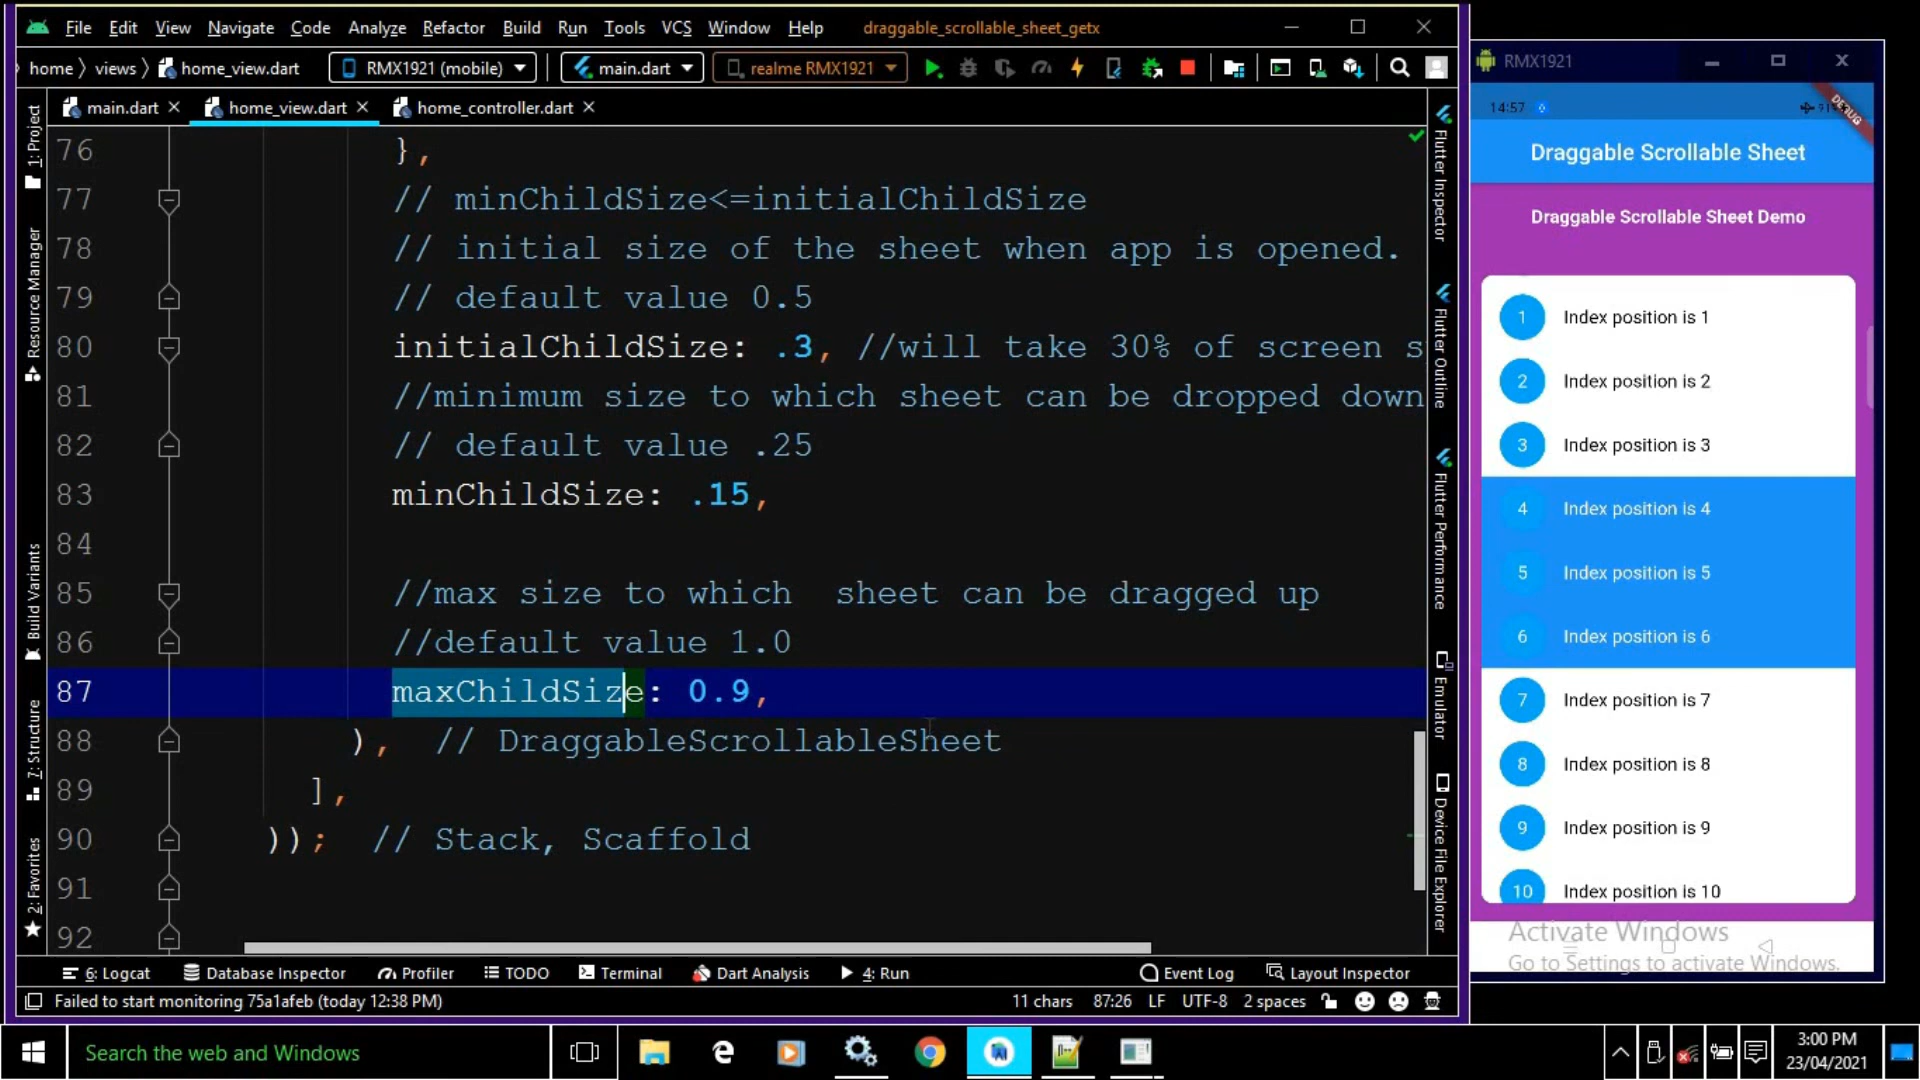 File Edit View Navigate Code Analyze Refactor Build Run Tools VCS Window Help draggable_scrollable_sheet_getx
home views home_view.dart RMX1921 (mobile) main.dart realme RMX1921
main.dart home_view.dart home_controller.dart
76 },
77 // minChildSize<=initialChildSize
78 // initial size of the sheet when app is opened.
79 // default value 0.5
80 initialChildSize: .3, //will take 30% of screen s
81 //minimum size to which sheet can be dropped down
82 // default value .25
83 minChildSize: .15,
84
85 //max size to which  sheet can be dragged up
86 //default value 1.0
87 maxChildSize: 0.9,
88 ), // DraggableScrollableSheet
89 ],
90 )); // Stack, Scaffold
91
92
1: Project
Resource Manager
Build Variants
7: Structure
2: Favorites
Flutter Inspector
Flutter Outline
Flutter Performance
Emulator
Device File Explorer
6: Logcat Database Inspector Profiler TODO Terminal Dart Analysis 4: Run Event Log Layout Inspector
Failed to start monitoring 75a1afeb (today 12:38 PM) 11 chars 87:26 LF UTF-8 2 spaces
RMX1921
14:57
DEBUG
Draggable Scrollable Sheet
Draggable Scrollable Sheet Demo
1 Index position is 1
2 Index position is 2
3 Index position is 3
4 Index position is 4
5 Index position is 5
6 Index position is 6
7 Index position is 7
8 Index position is 8
9 Index position is 9
10 Index position is 10
Activate Windows
Go to Settings to activate Windows.
Search the web and Windows
3:00 PM
23/04/2021